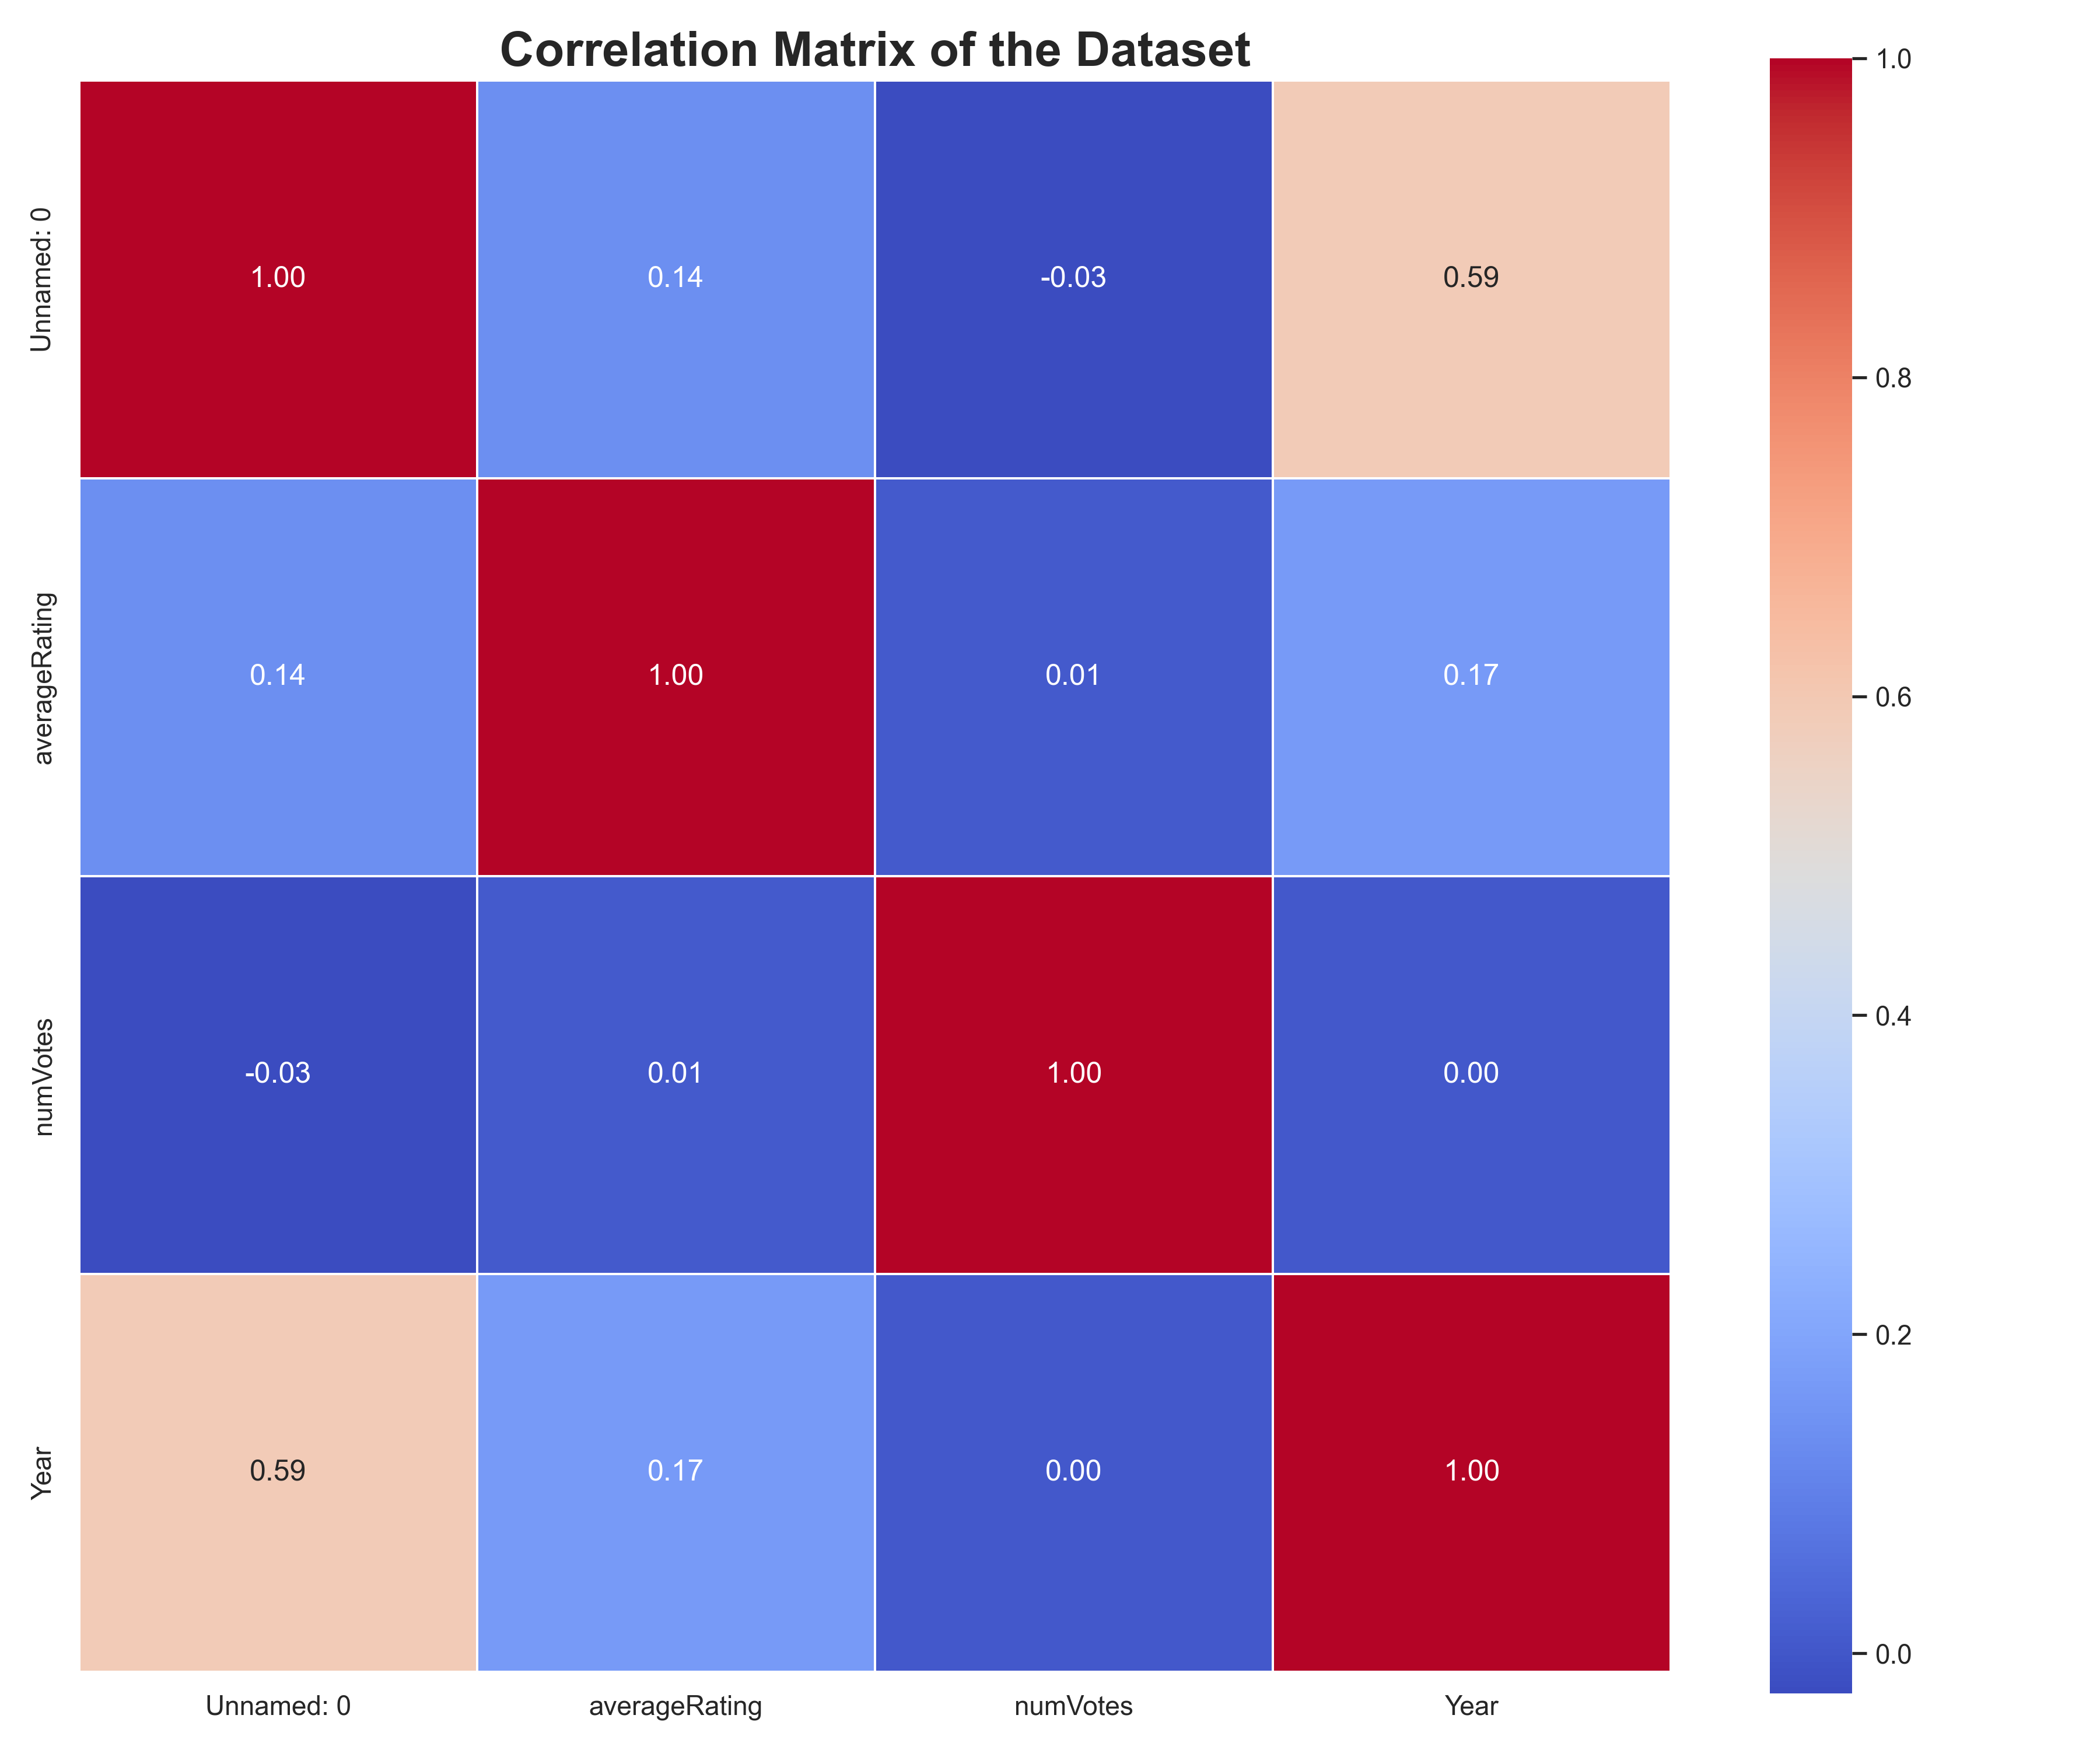 Correlation Matrix of the Dataset
Unnamed: 0
1.00 0.14 -0.03 0.59
averageRating
0.14 1.00 0.01 0.17
numVotes
-0.03 0.01 1.00 0.00
Year
0.59 0.17 0.00 1.00
Unnamed: 0 averageRating numVotes Year
1.0
0.8
0.6
0.4
0.2
0.0